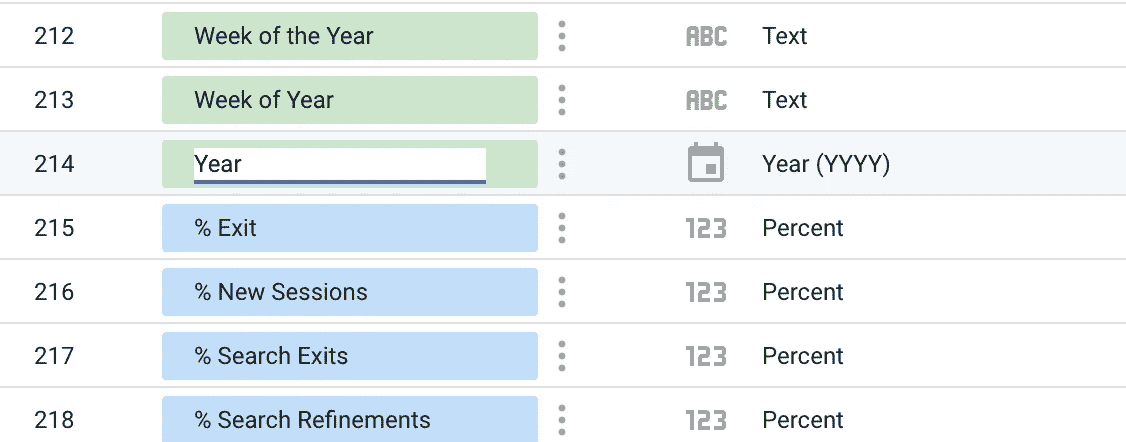 212 Week of the Year ABC Text
213 Week of Year ABC Text
214 Year Year (YYYY)
215 % Exit 123 Percent
216 % New Sessions 123 Percent
217 % Search Exits 123 Percent
218 % Search Refinements 123 Percent